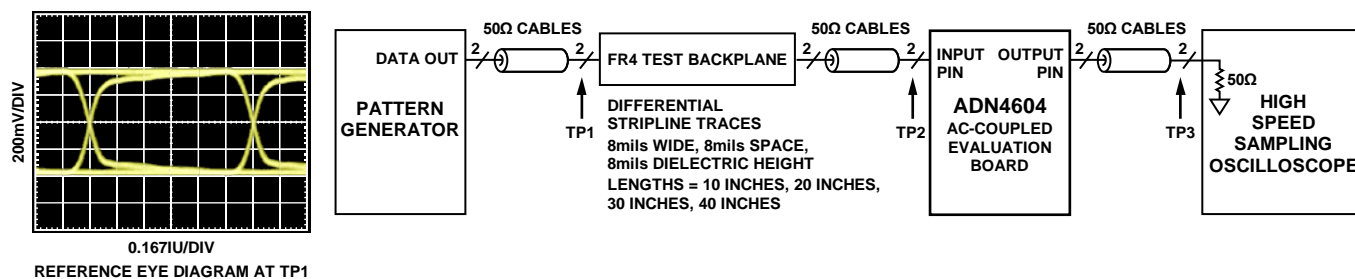 200mV/DIV
0.167IU/DIV
REFERENCE EYE DIAGRAM AT TP1
DATA OUT
PATTERN
GENERATOR
50Ω CABLES
2
2
TP1
FR4 TEST BACKPLANE
DIFFERENTIAL
STRIPLINE TRACES
8mils WIDE, 8mils SPACE,
8mils DIELECTRIC HEIGHT
LENGTHS = 10 INCHES, 20 INCHES,
30 INCHES, 40 INCHES
50Ω CABLES
2
2
TP2
INPUT
PIN
OUTPUT
PIN
ADN4604
AC-COUPLED
EVALUATION
BOARD
50Ω CABLES
2
2
TP3
50Ω
HIGH
SPEED
SAMPLING
OSCILLOSCOPE